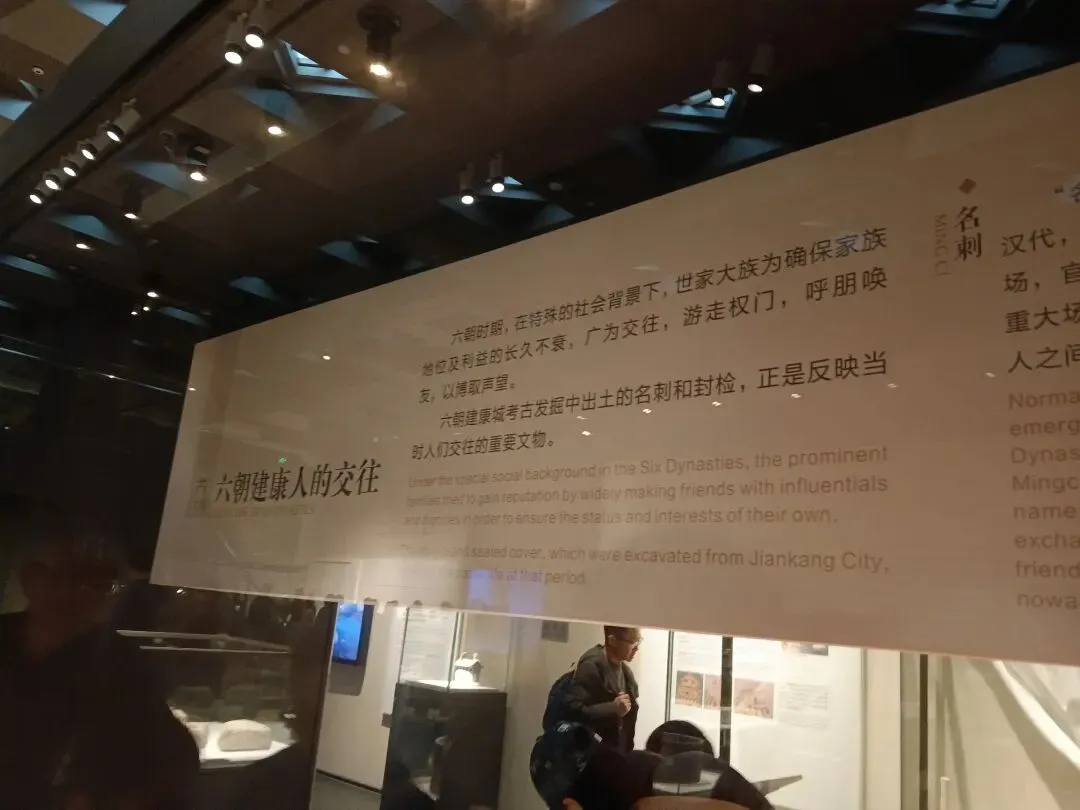 六朝建康人的交往
六朝时期，在特殊的社会背景下，世家大族为确保家族
地位及利益的长久不衰，广为交往，游走权门，呼朋唤
友，以博取声望。
六朝建康城考古发掘中出土的名刺和封检，正是反映当
时人们交往的重要文物。
Under the special social background in the Six Dynasties, the prominent
families tried to gain reputation by widely making friends with influentials
and dignities in order to ensure the status and interests of their own.
and sealed cover, which were excavated from Jiankang City,
at that period.
名刺
MINGCI
汉代，
场，官
重大场
人之间
Norma
emerg
Dynas
Mingc
name
excha
friend
nowa